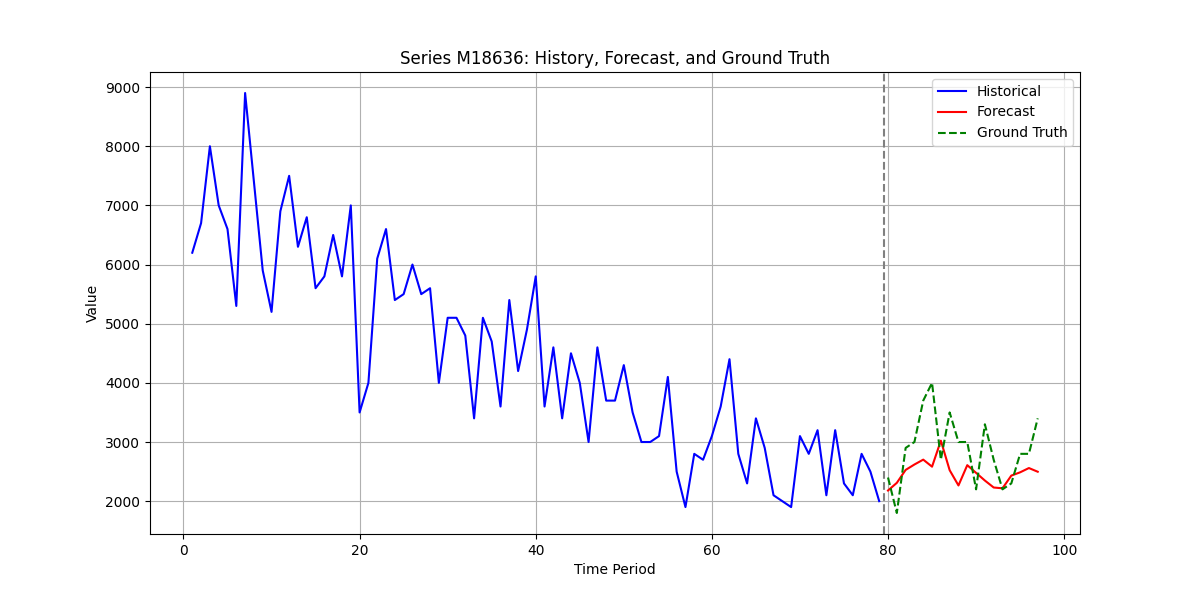 Series M18636: History, Forecast, and Ground Truth
Historical
Forecast
Ground Truth
Value
9000
8000
7000
6000
5000
4000
3000
2000
0
20
40
60
80
100
Time Period